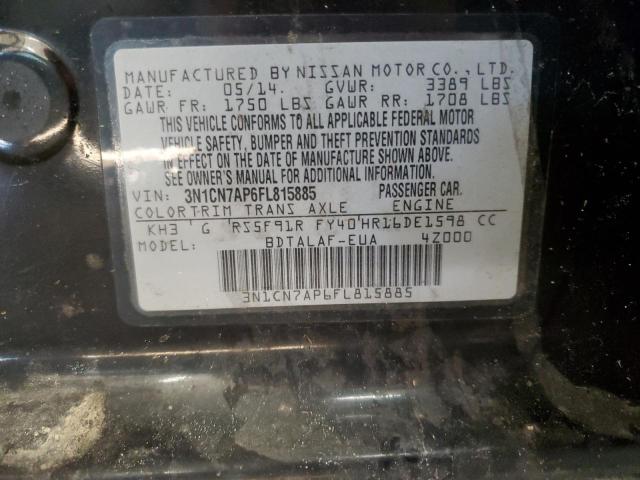 MANUFACTURED BY NISSAN MOTOR CO., LTD.
DATE: 05/14. GVWR: 3389 LBS
GAWR FR: 1750 LBS GAWR RR: 1708 LBS
THIS VEHICLE CONFORMS TO ALL APPLICABLE FEDERAL MOTOR
VEHICLE SAFETY, BUMPER AND THEFT PREVENTION STANDARDS
IN EFFECT ON THE DATE OF MANUFACTURE SHOWN ABOVE.
SEE OWNER'S MANUAL FOR ADDITIONAL INFORMATION.
VIN: 3N1CN7AP6FL815885 PASSENGER CAR.
COLOR TRIM TRANS AXLE ENGINE
KH3 G RS5F91R FY40 HR16DE1598 CC
MODEL: BDTALAF-EUA 4Z000
3N1CN7AP6FL815885